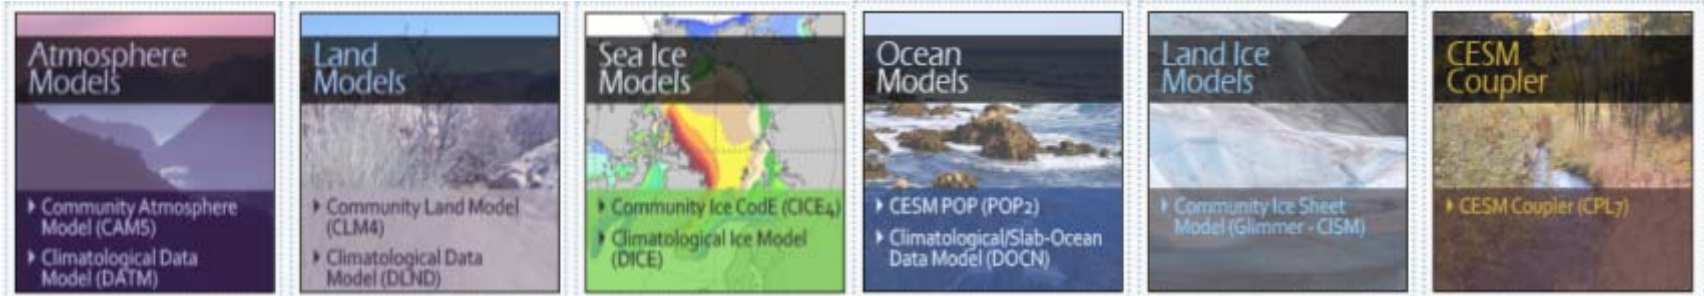 Atmosphere
Models
Community Atmosphere
Model (CAM5)
Climatological Data
Model (DATM)
Land
Models
Community Land Model
(CLM4)
Climatological Data
Model (DLND)
Sea Ice
Models
Community Ice CodE (CICE4)
Climatological Ice Model
(DICE)
Ocean
Models
CESM POP (POP2)
Climatological/Slab-Ocean
Data Model (DOCN)
Land Ice
Models
Community Ice Sheet
Model (Glimmer - CISM)
CESM
Coupler
CESM Coupler (CPL7)